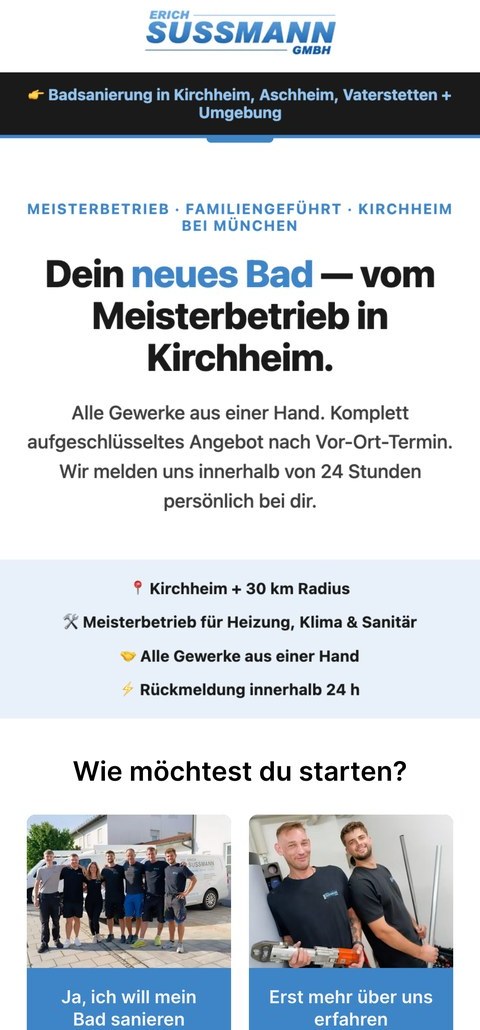 ERICH
SUSSMANN
GMBH
👉 Badsanierung in Kirchheim, Aschheim, Vaterstetten +
Umgebung
MEISTERBETRIEB · FAMILIENGEFÜHRT · KIRCHHEIM
BEI MÜNCHEN
Dein neues Bad — vom
Meisterbetrieb in
Kirchheim.
Alle Gewerke aus einer Hand. Komplett
aufgeschlüsseltes Angebot nach Vor-Ort-Termin.
Wir melden uns innerhalb von 24 Stunden
persönlich bei dir.
📍 Kirchheim + 30 km Radius
🛠️ Meisterbetrieb für Heizung, Klima & Sanitär
🤝 Alle Gewerke aus einer Hand
⚡ Rückmeldung innerhalb 24 h
Wie möchtest du starten?
SUSSMANN
Ja, ich will mein
Bad sanieren
Erst mehr über uns
erfahren